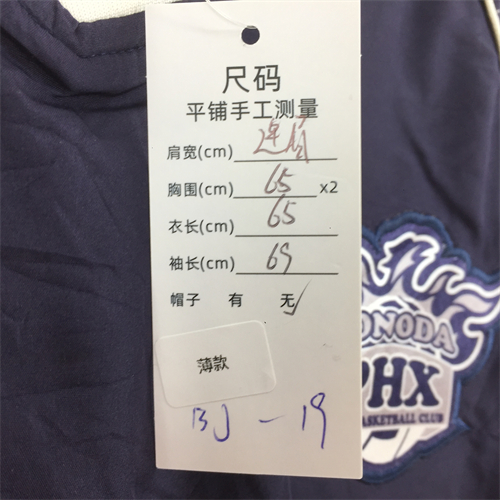 尺码
平铺手工测量
肩宽(cm) 连肩
胸围(cm) 65 x2
衣长(cm) 65
袖长(cm) 69
帽子 有 无✓
薄款
BJ-19
ONODA
PHX
BASKETBALL CLUB